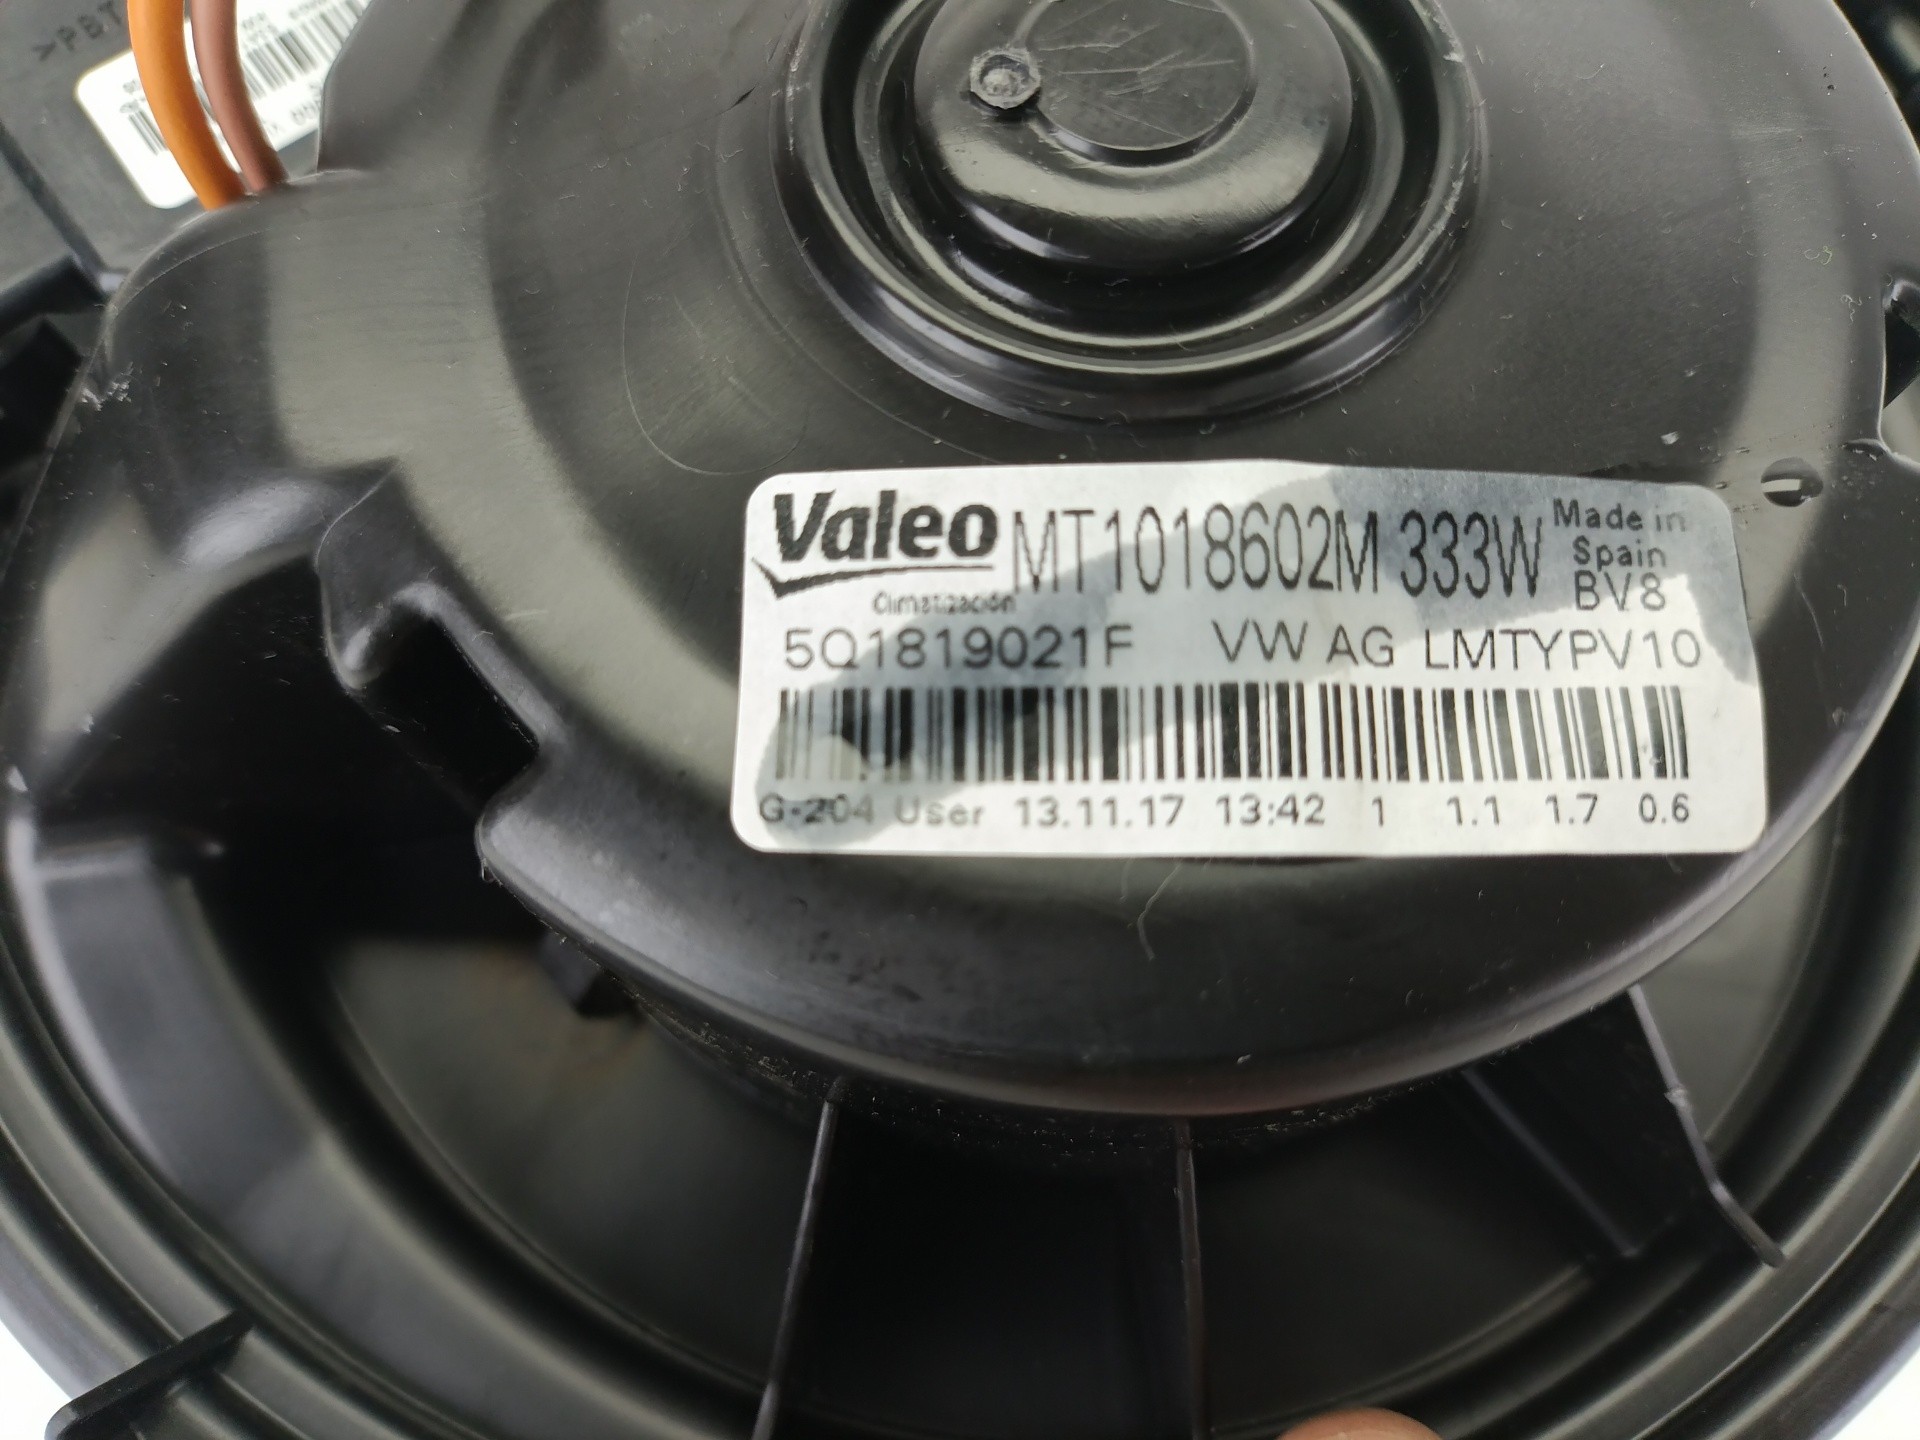 >PBT
Valeo MT1018602M 333W Made in
Spain
Climatización BV8
5Q1819021F VW AG LMTYPV10
G-204 User 13.11.17 13:42 1 1.1 1.7 0.6